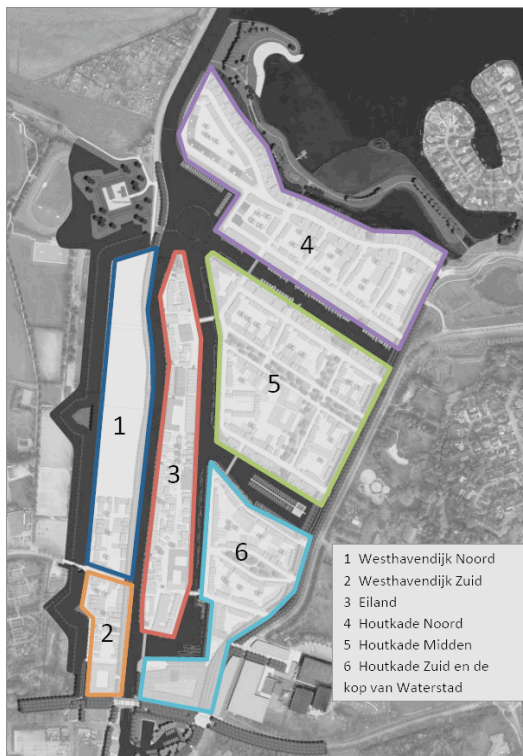 4
5
1
3
6
2
1 Westhavendijk Noord
2 Westhavendijk Zuid
3 Eiland
4 Houtkade Noord
5 Houtkade Midden
6 Houtkade Zuid en de
kop van Waterstad